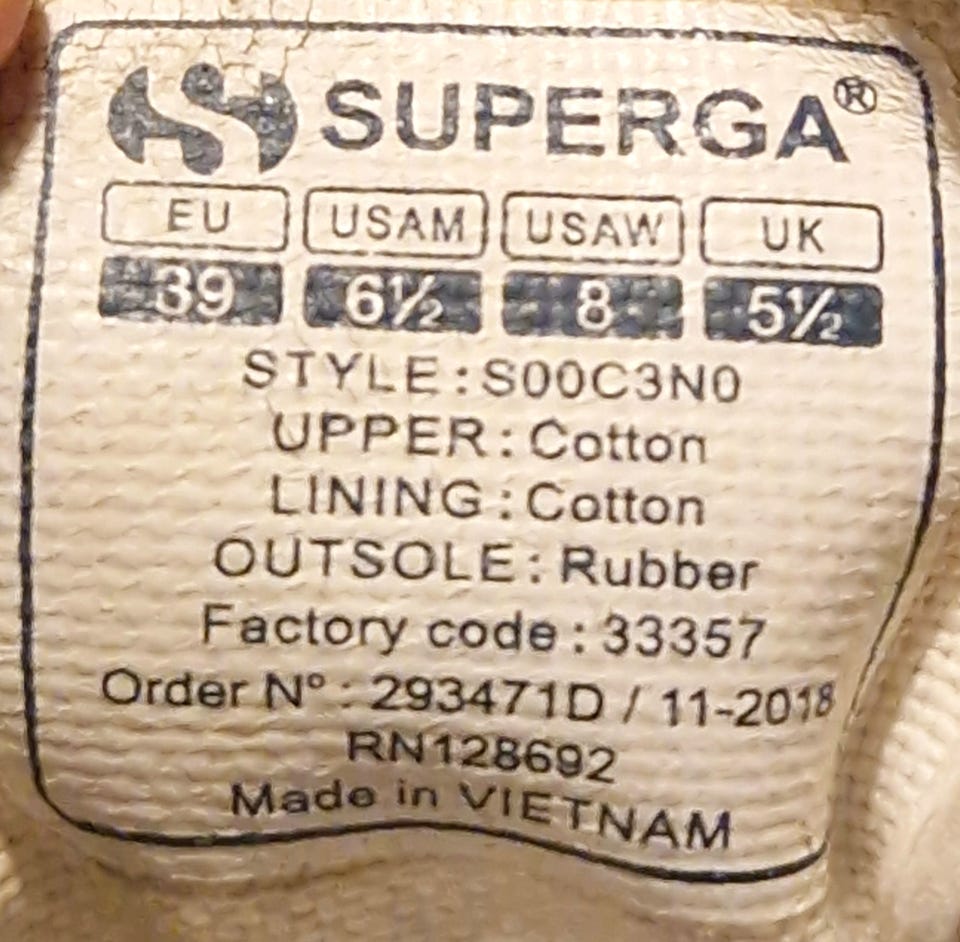 SUPERGA®
EU USAM USAW UK
39 6½ 8 5½
STYLE : S00C3N0
UPPER : Cotton
LINING : Cotton
OUTSOLE : Rubber
Factory code : 33357
Order Nº : 293471D / 11-2018
RN128692
Made in VIETNAM